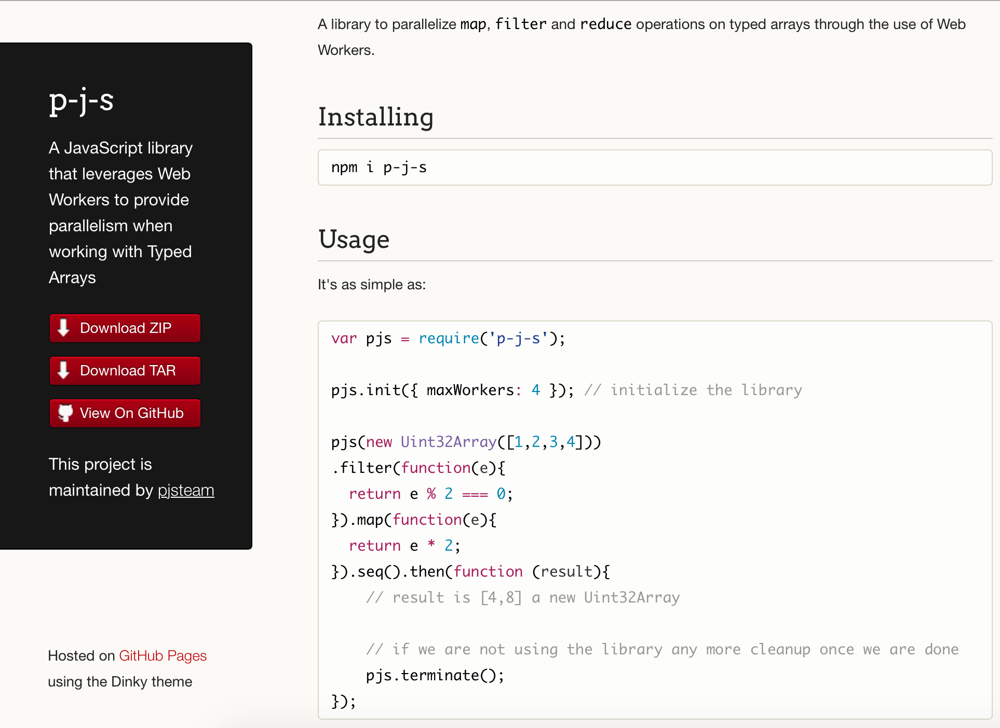 A library to parallelize map, filter and reduce operations on typed arrays through the use of Web
Workers.
p-j-s
A JavaScript library
that leverages Web
Workers to provide
parallelism when
working with Typed
Arrays
Download ZIP
Download TAR
View On GitHub
This project is
maintained by pjsteam
Hosted on GitHub Pages
using the Dinky theme
Installing
npm i p-j-s
Usage
It's as simple as:
var pjs = require('p-j-s');
pjs.init({ maxWorkers: 4 }); // initialize the library
pjs(new Uint32Array([1,2,3,4]))
.filter(function(e){
  return e % 2 === 0;
}).map(function(e){
  return e * 2;
}).seq().then(function (result){
    // result is [4,8] a new Uint32Array
    // if we are not using the library any more cleanup once we are done
    pjs.terminate();
});